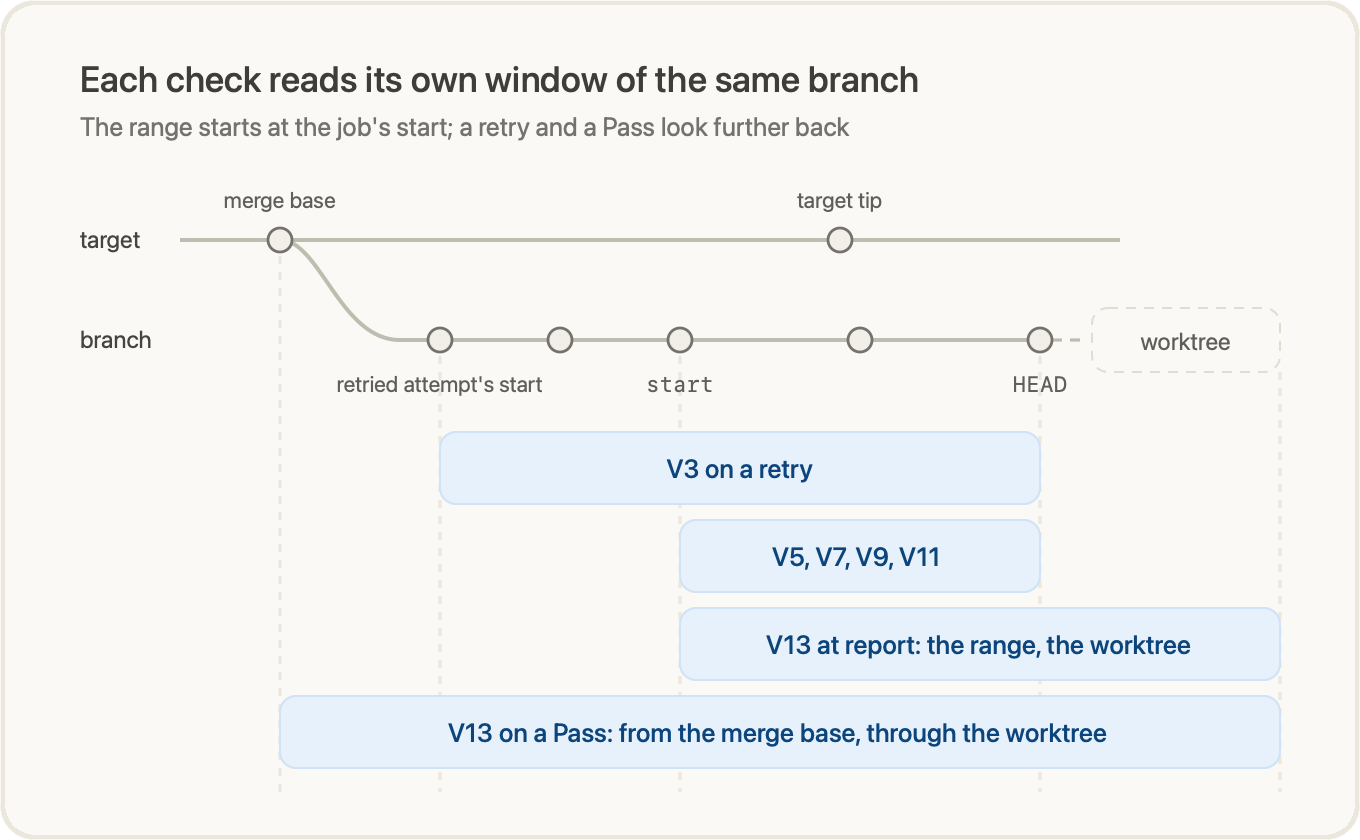 Each check reads its own window of the same branch
The range starts at the job's start; a retry and a Pass look further back
merge base
target tip
target
branch
worktree
retried attempt's start
start
HEAD
V3 on a retry
V5, V7, V9, V11
V13 at report: the range, the worktree
V13 on a Pass: from the merge base, through the worktree